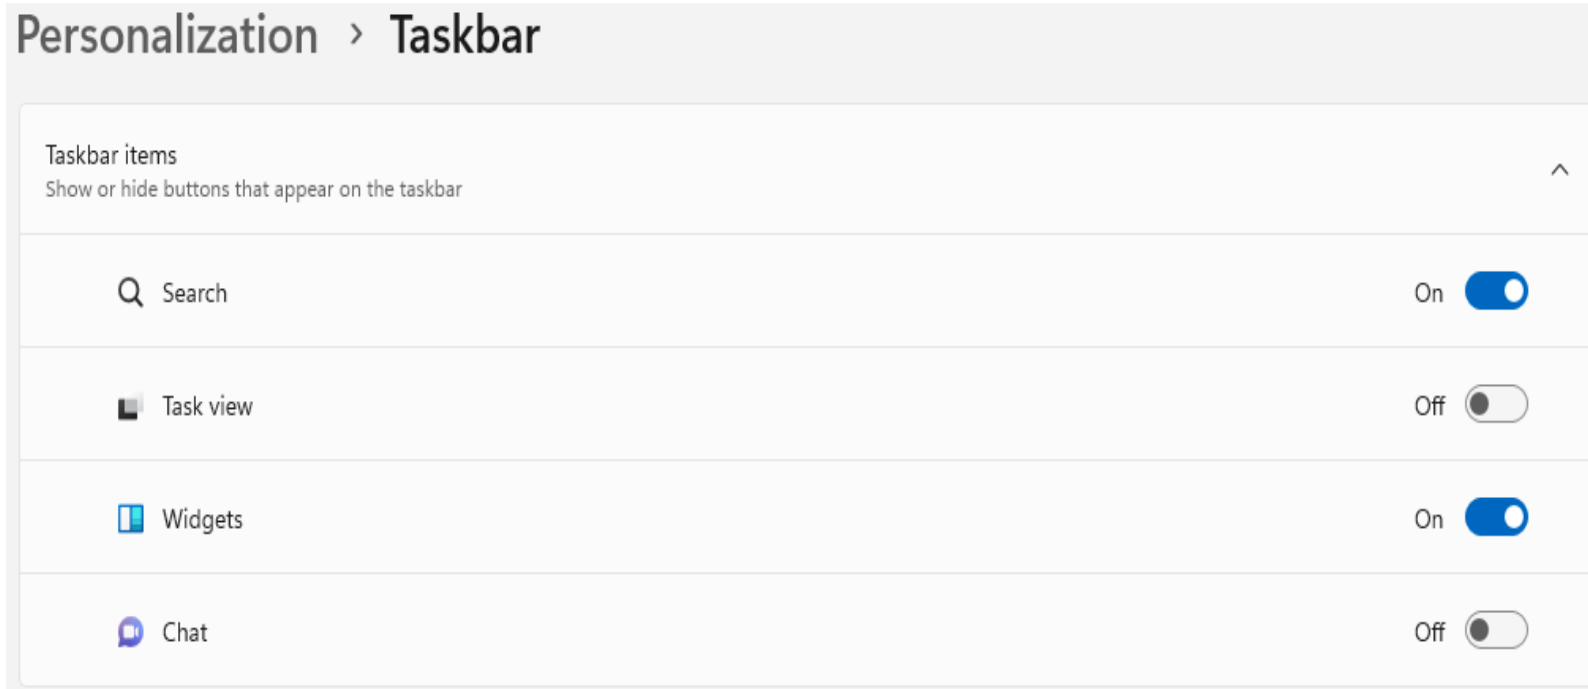 Personalization > Taskbar
Taskbar items
Show or hide buttons that appear on the taskbar
Search On
Task view Off
Widgets On
Chat Off